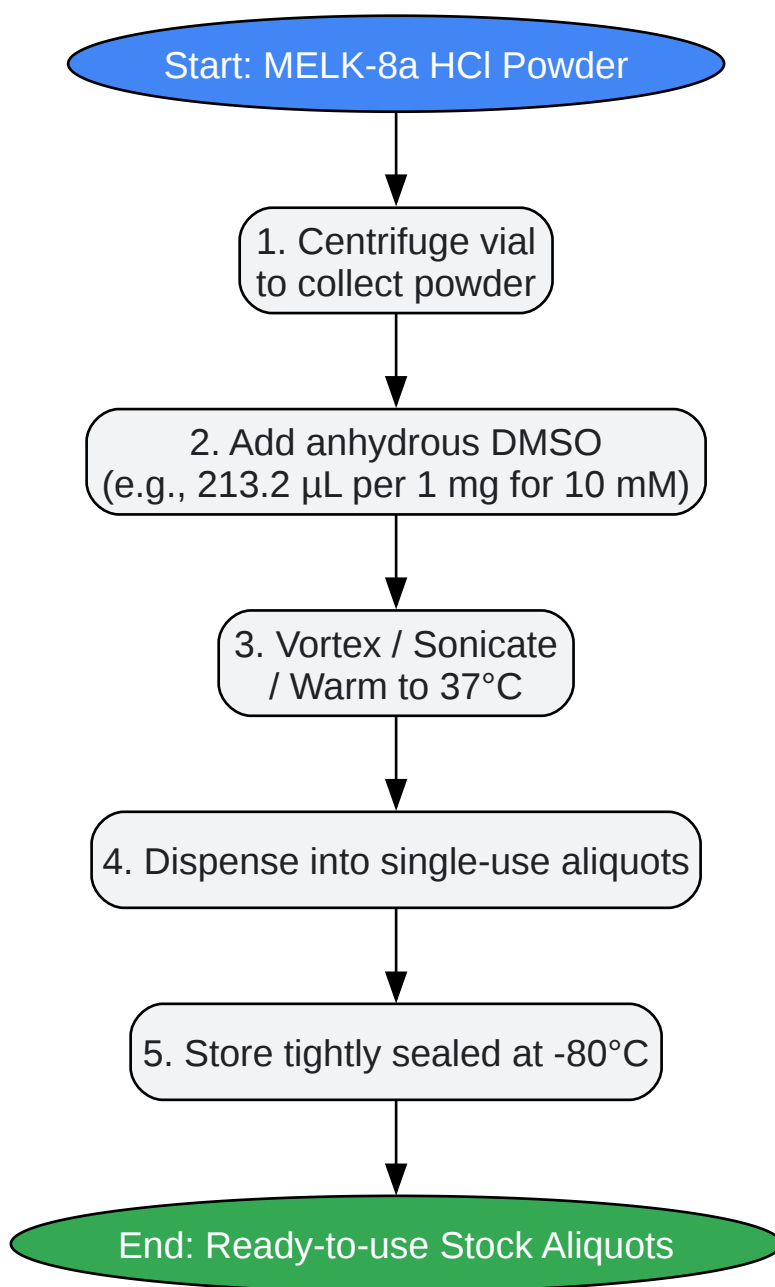 Start: MELK-8a HCl Powder
1. Centrifuge vial
to collect powder
2. Add anhydrous DMSO
(e.g., 213.2 µL per 1 mg for 10 mM)
3. Vortex / Sonicate
/ Warm to 37°C
4. Dispense into single-use aliquots
5. Store tightly sealed at -80°C
End: Ready-to-use Stock Aliquots